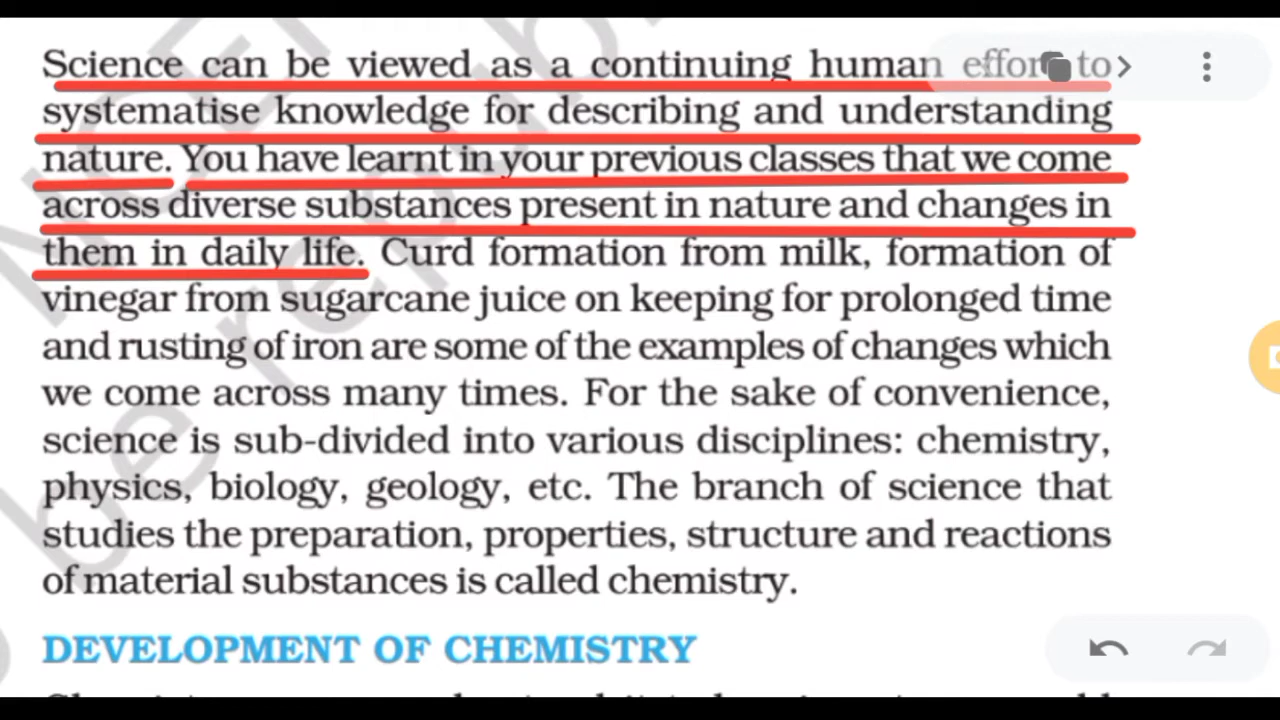 Science can be viewed as a continuing human effort to
systematise knowledge for describing and understanding
nature. You have learnt in your previous classes that we come
across diverse substances present in nature and changes in
them in daily life. Curd formation from milk, formation of
vinegar from sugarcane juice on keeping for prolonged time
and rusting of iron are some of the examples of changes which
we come across many times. For the sake of convenience,
science is sub-divided into various disciplines: chemistry,
physics, biology, geology, etc. The branch of science that
studies the preparation, properties, structure and reactions
of material substances is called chemistry.
DEVELOPMENT OF CHEMISTRY